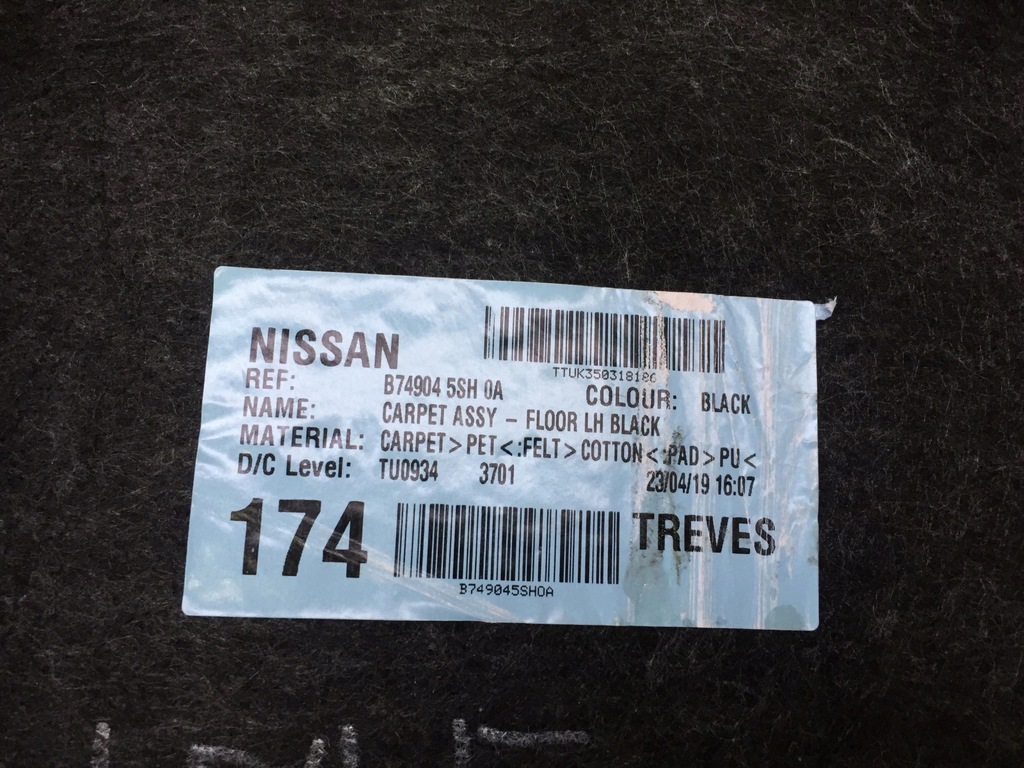 NISSAN
TTUK350318106
REF: B74904 5SH 0A COLOUR: BLACK
NAME: CARPET ASSY - FLOOR LH BLACK
MATERIAL: CARPET>PET<:FELT>COTTON<:PAD>PU<
D/C Level: TU0934 3701 23/04/19 16:07
174
B749045SH0A
TREVES